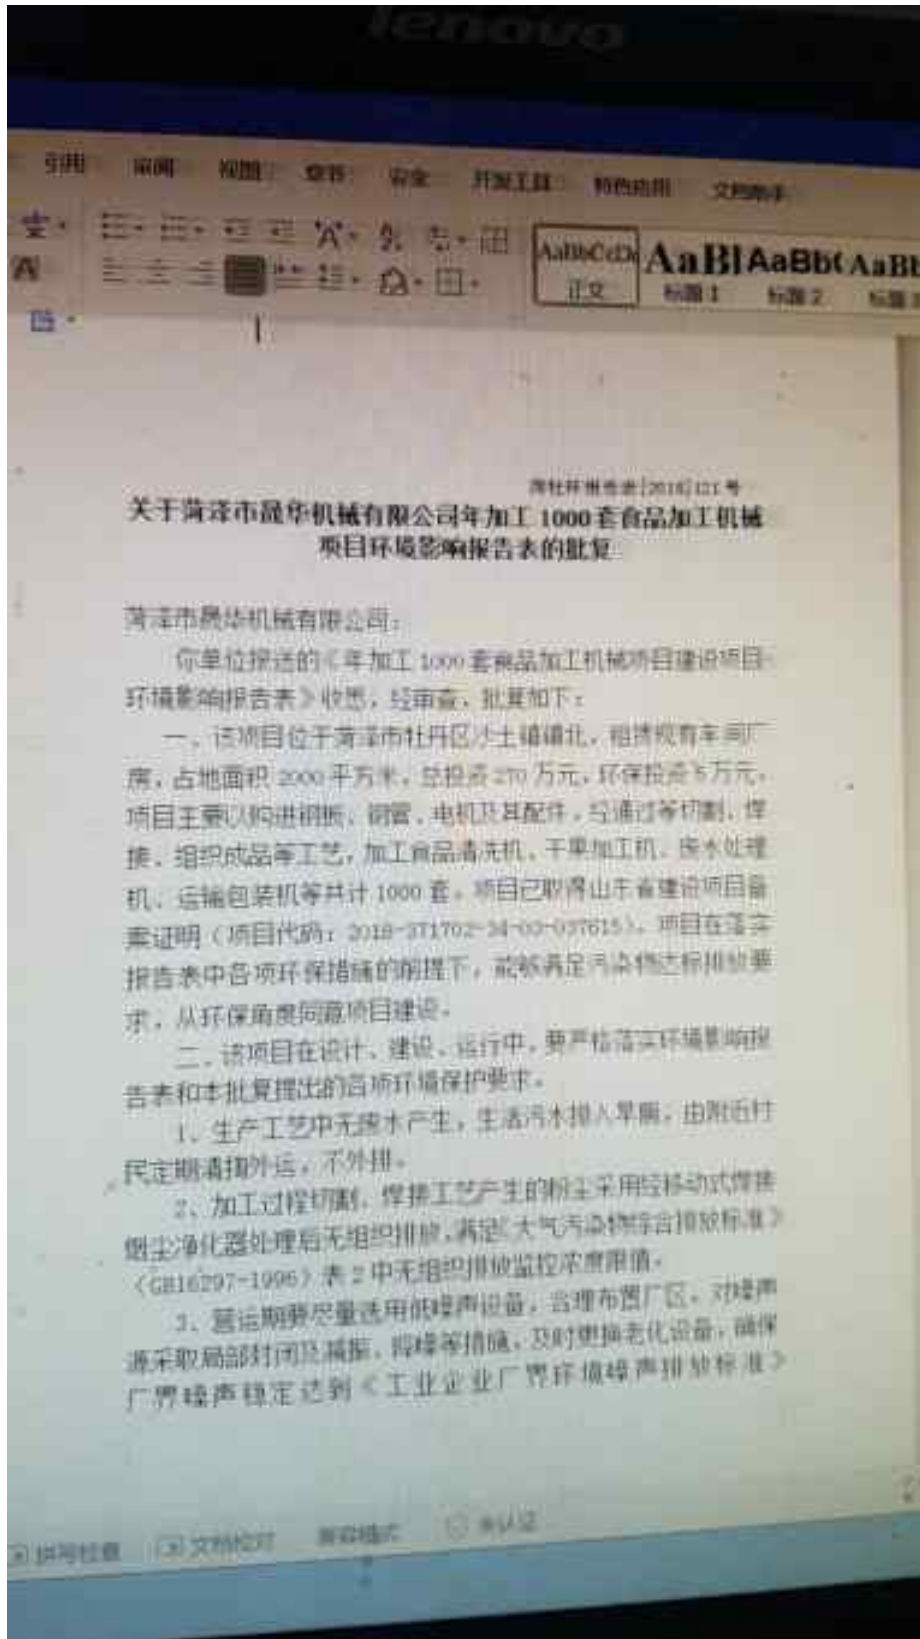 lenovo
引用 审阅 视图 章节 安全 开发工具 特色应用 文档助手
AaBbCcDd AaBl AaBb( AaBb
正文 标题 1 标题 2 标题
[2018]121 号
关于菏泽市晟华机械有限公司年加工 1000 套食品加工机械
项目环境影响报告表的批复
菏泽市晟华机械有限公司：
你单位报送的《年加工 1000 套食品加工机械项目建设项目
环境影响报告表》收悉，经审查，批复如下：
一、该项目位于菏泽市牡丹区沙土镇镇北，租赁现有车间厂
房，占地面积 2000 平方米，总投资 270 万元，环保投资 5 万元，
项目主要以购进钢板、钢管、电机及其配件，经通过等切割、焊
接、组织成品等工艺，加工食品清洗机、干果加工机、废水处理
机、运输包装机等共计 1000 套。项目已取得山东省建设项目备
案证明（项目代码：2018-371702-34-03-037615）。项目在落实
报告表中各项环保措施的前提下，能够满足污染物达标排放要
求，从环保角度同意项目建设。
二、该项目在设计、建设、运行中，要严格落实环境影响报
告表和本批复提出的各项环境保护要求。
1、生产工艺中无废水产生，生活污水排入旱厕，由附近村
民定期清掏外运，不外排。
2、加工过程切割、焊接工艺产生的粉尘采用经移动式焊接
烟尘净化器处理后无组织排放，满足《大气污染物综合排放标准》
（GB16297-1996）表 2 中无组织排放监控浓度限值。
3、营运期要尽量选用低噪声设备，合理布置厂区，对噪声
源采取局部封闭及减振、抑噪等措施，及时更换老化设备，确保
厂界噪声稳定达到《工业企业厂界环境噪声排放标准》
拼写检查 文档校对 兼容模式 未认证